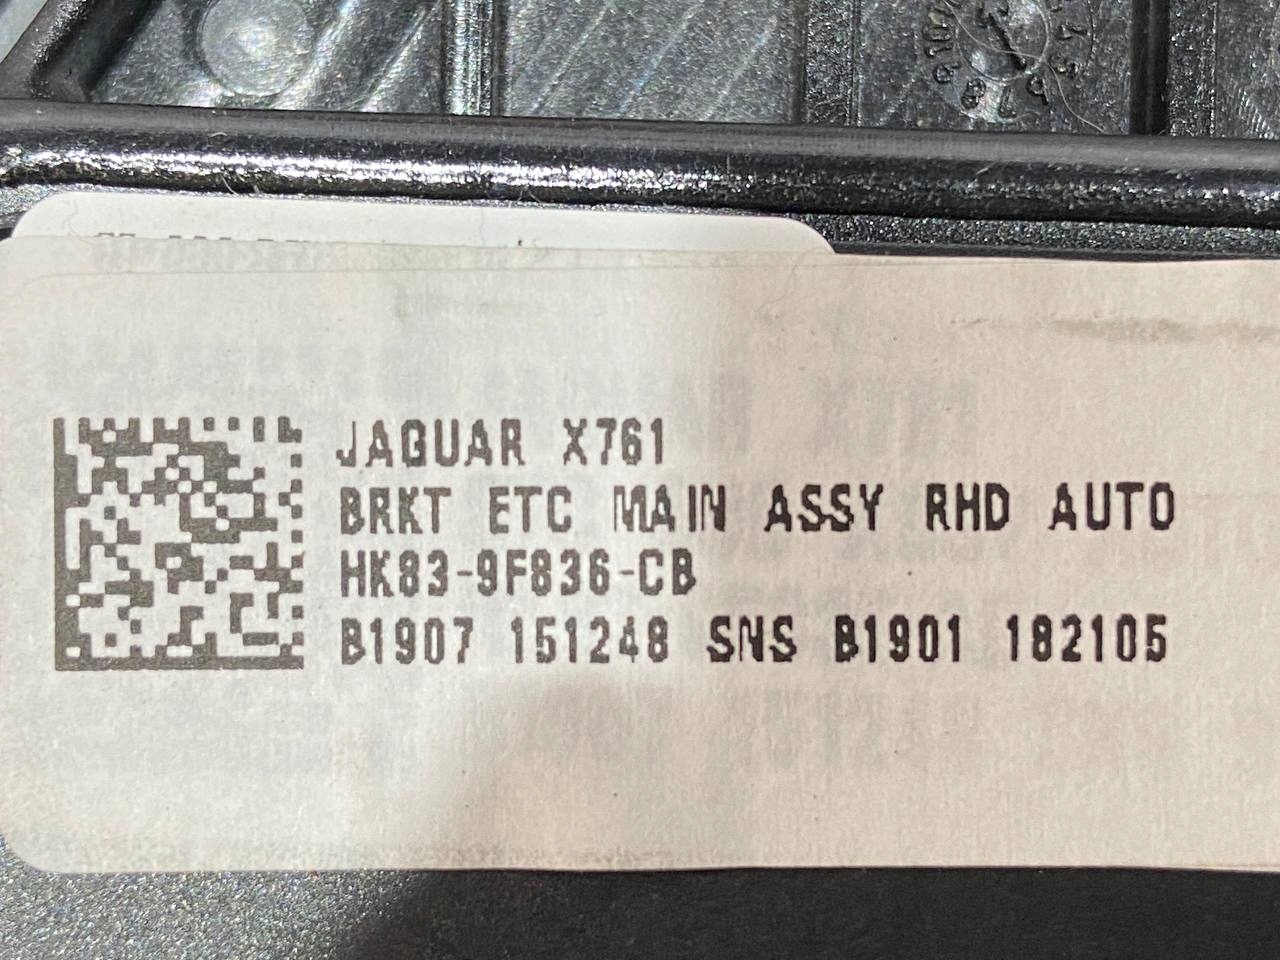 JAGUAR X761
BRKT ETC MAIN ASSY RHD AUTO
HK83-9F836-CB
B1907 151248 SNS B1901 182105